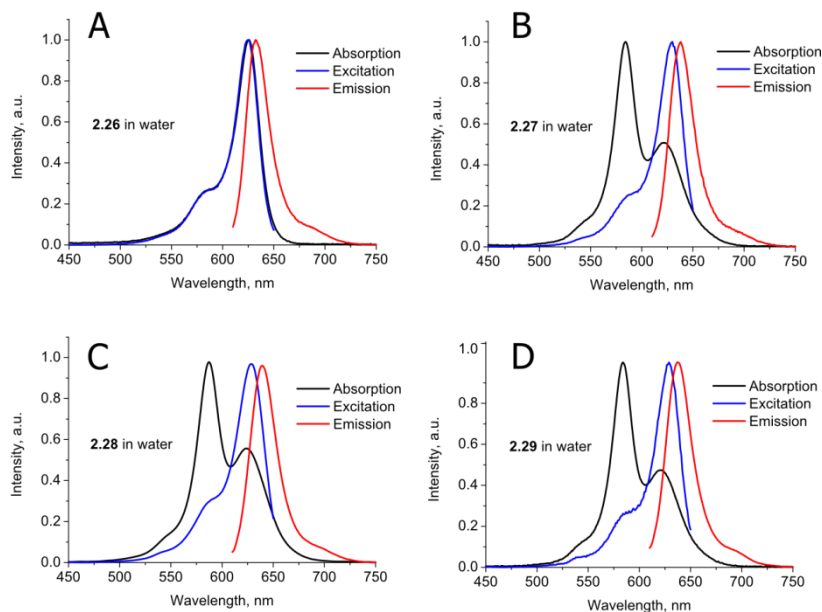 A
Intensity, a.u.
1.0
0.8
0.6
0.4
0.2
0.0
2.26 in water
Absorption
Excitation
Emission
450 500 550 600 650 700 750
Wavelength, nm
B
Intensity, a.u.
1.0
0.8
0.6
0.4
0.2
0.0
2.27 in water
Absorption
Excitation
Emission
450 500 550 600 650 700 750
Wavelength, nm
C
Intensity, a.u.
1.0
0.8
0.6
0.4
0.2
0.0
2.28 in water
Absorption
Excitation
Emission
450 500 550 600 650 700 750
Wavelength, nm
D
Intensity, a.u.
1.0
0.8
0.6
0.4
0.2
0.0
2.29 in water
Absorption
Excitation
Emission
450 500 550 600 650 700 750
Wavelength, nm